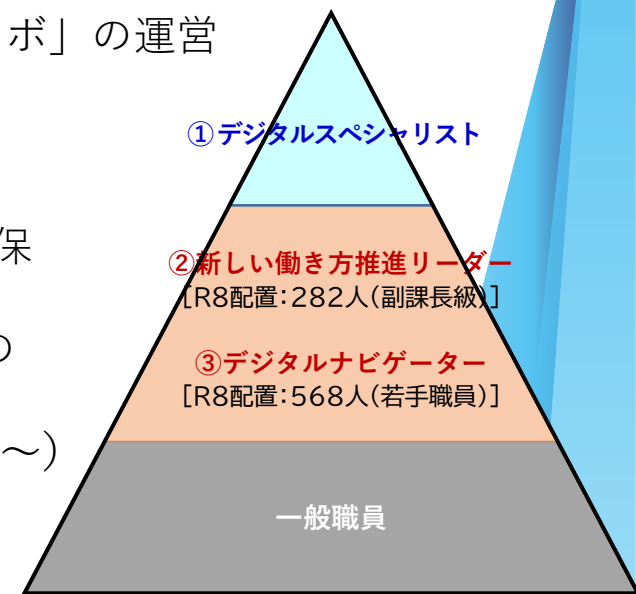 ボ」の運営
①デジタルスペシャリスト
保
②新しい働き方推進リーダー
[R8配置:282人(副課長級)]
の
③デジタルナビゲーター
[R8配置:568人(若手職員)]
～)
一般職員